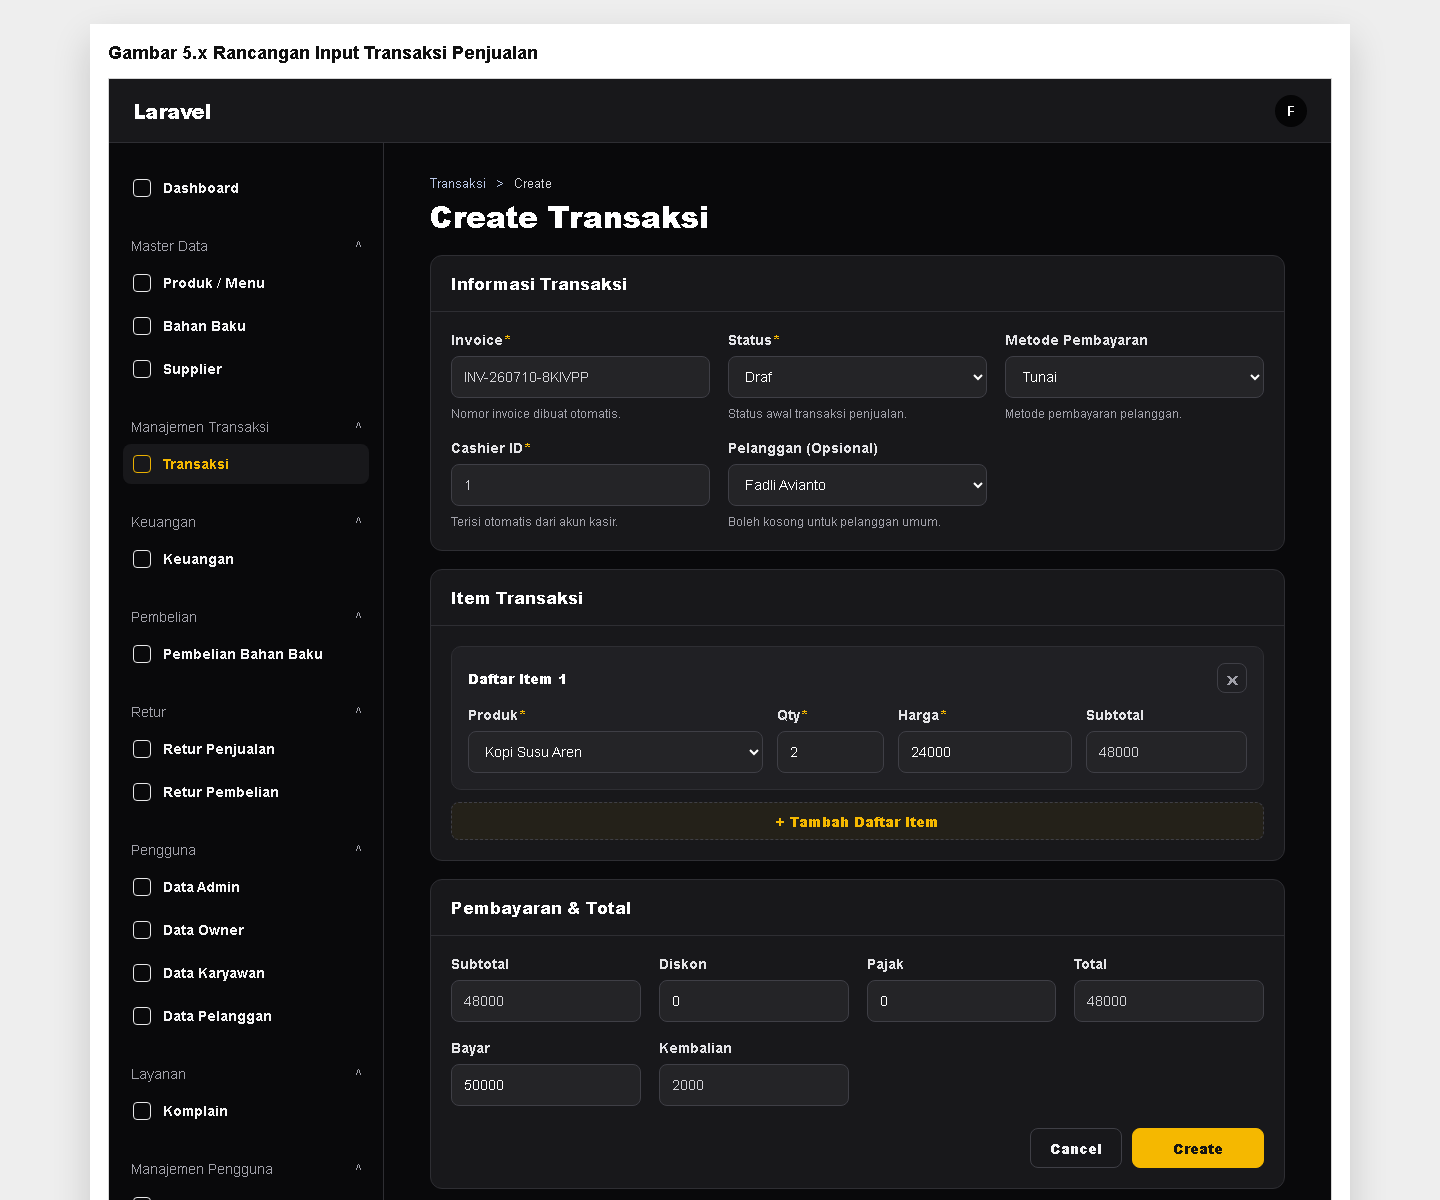 Gambar 5.x Rancangan Input Transaksi Penjualan
Laravel
F
Dashboard
Master Data ^
Produk / Menu
Bahan Baku
Supplier
Manajemen Transaksi ^
Transaksi
Keuangan ^
Keuangan
Pembelian ^
Pembelian Bahan Baku
Retur ^
Retur Penjualan
Retur Pembelian
Pengguna ^
Data Admin
Data Owner
Data Karyawan
Data Pelanggan
Layanan ^
Komplain
Manajemen Pengguna ^
Transaksi > Create
Create Transaksi
Informasi Transaksi
Invoice* Status* Metode Pembayaran
INV-260710-8KIVPP Draf Tunai
Nomor invoice dibuat otomatis. Status awal transaksi penjualan. Metode pembayaran pelanggan.
Cashier ID* Pelanggan (Opsional)
1 Fadli Avianto
Terisi otomatis dari akun kasir. Boleh kosong untuk pelanggan umum.
Item Transaksi
Daftar Item 1 x
Produk* Qty* Harga* Subtotal
Kopi Susu Aren 2 24000 48000
+ Tambah Daftar Item
Pembayaran & Total
Subtotal Diskon Pajak Total
48000 0 0 48000
Bayar Kembalian
50000 2000
Cancel Create